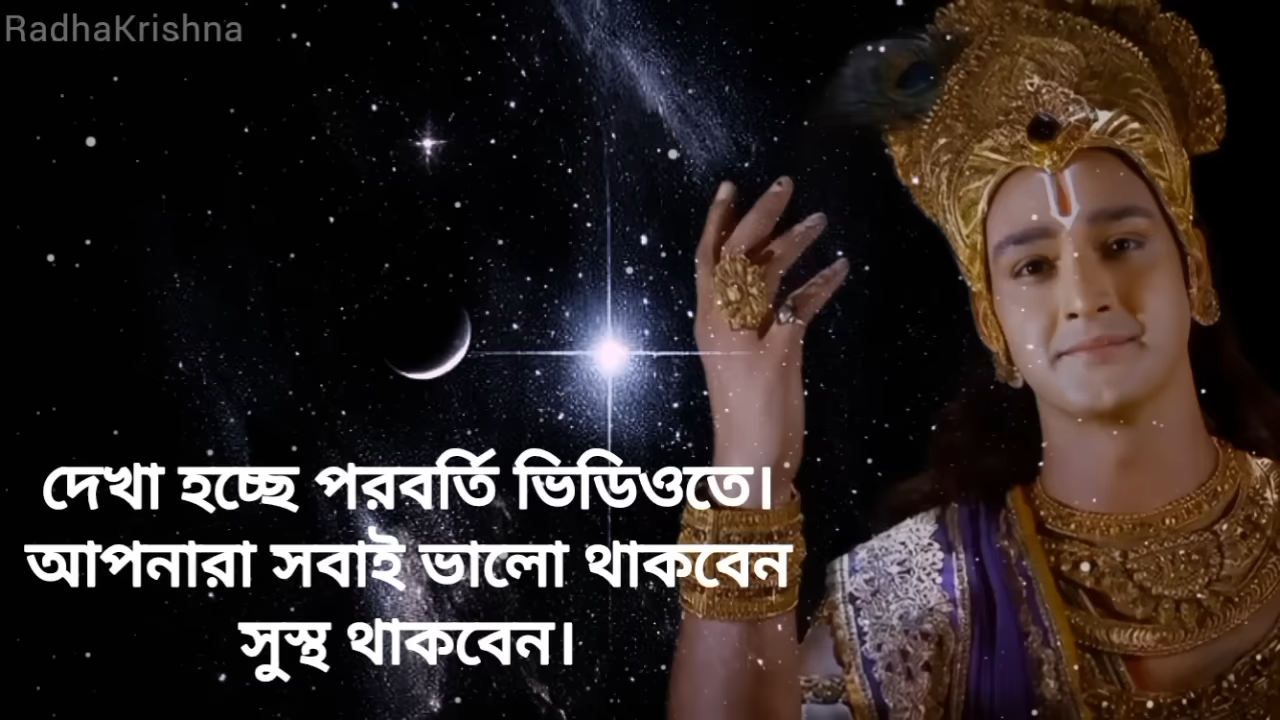 RadhaKrishna
দেখা হচ্ছে পরবর্তি ভিডিওতে।
আপনারা সবাই ভালো থাকবেন
সুস্থ থাকবেন।